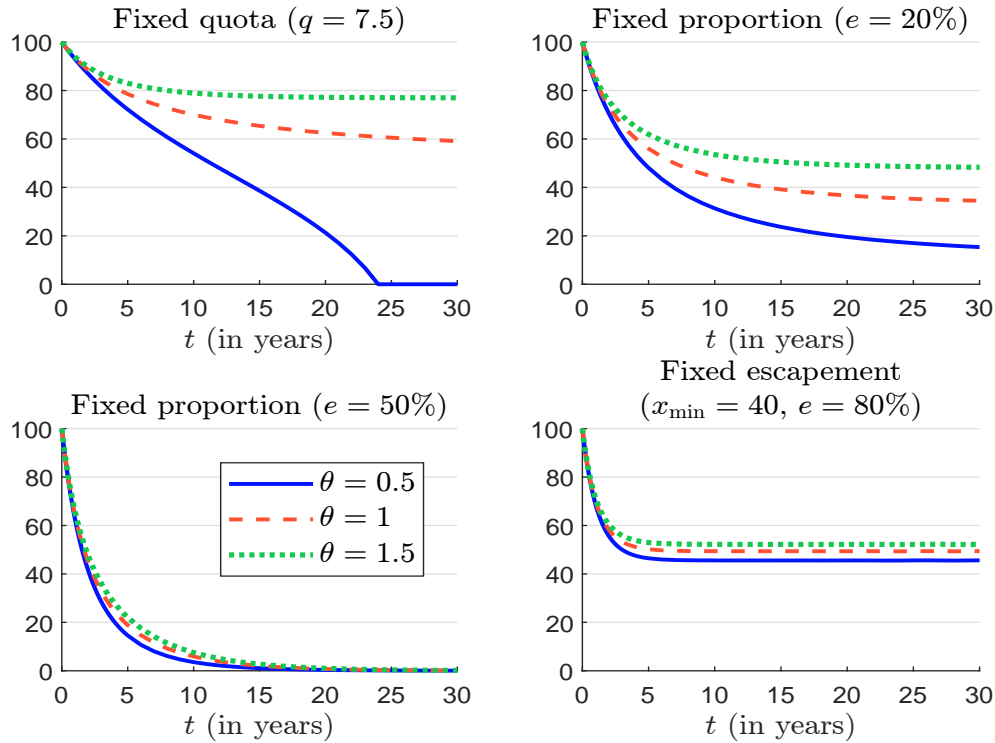 Fixed quota (q = 7.5)
100
80
60
40
20
0
0 5 10 15 20 25 30
t (in years)
Fixed proportion (e = 20%)
100
80
60
40
20
0
0 5 10 15 20 25 30
t (in years)
Fixed proportion (e = 50%)
100
80
60
40
20
0
0 5 10 15 20 25 30
t (in years)
θ = 0.5
θ = 1
θ = 1.5
Fixed escapement
(x_min = 40, e = 80%)
100
80
60
40
20
0
0 5 10 15 20 25 30
t (in years)